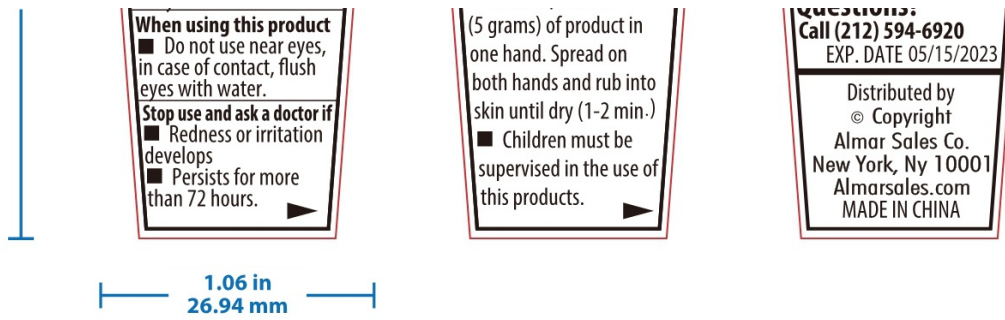 When using this product
■ Do not use near eyes,
in case of contact, flush
eyes with water.
Stop use and ask a doctor if
■ Redness or irritation
develops
■ Persists for more
than 72 hours.
(5 grams) of product in
one hand. Spread on
both hands and rub into
skin until dry (1-2 min.)
■ Children must be
supervised in the use of
this products.
Questions?
Call (212) 594-6920
EXP. DATE 05/15/2023
Distributed by
© Copyright
Almar Sales Co.
New York, Ny 10001
Almarsales.com
MADE IN CHINA
1.06 in
26.94 mm